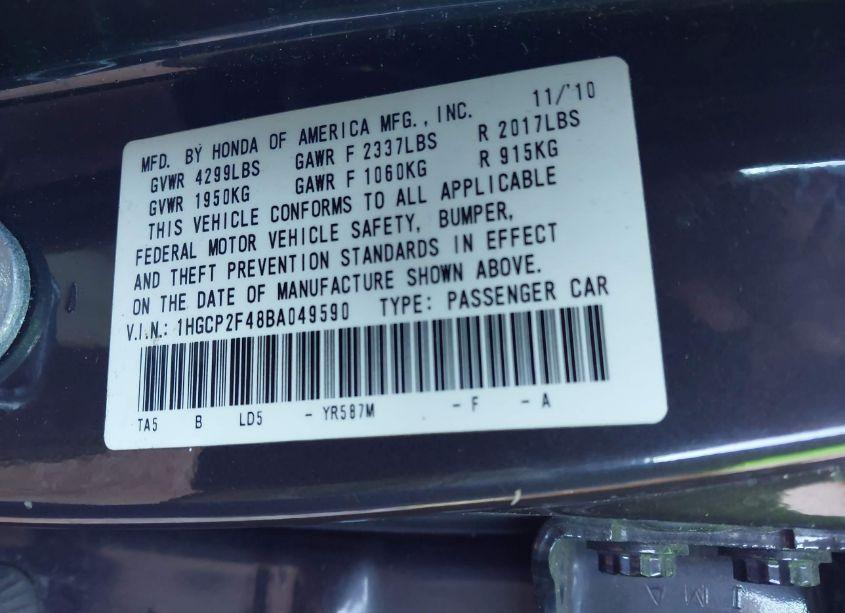 MFD. BY HONDA OF AMERICA MFG., INC. 11/'10
GVWR 4299LBS GAWR F 2337LBS R 2017LBS
GVWR 1950KG GAWR F 1060KG R 915KG
THIS VEHICLE CONFORMS TO ALL APPLICABLE
FEDERAL MOTOR VEHICLE SAFETY, BUMPER,
AND THEFT PREVENTION STANDARDS IN EFFECT
ON THE DATE OF MANUFACTURE SHOWN ABOVE.
V.I.N.: 1HGCP2F48BA049590 TYPE: PASSENGER CAR
TA5 B LD5 - YR587M - F - A